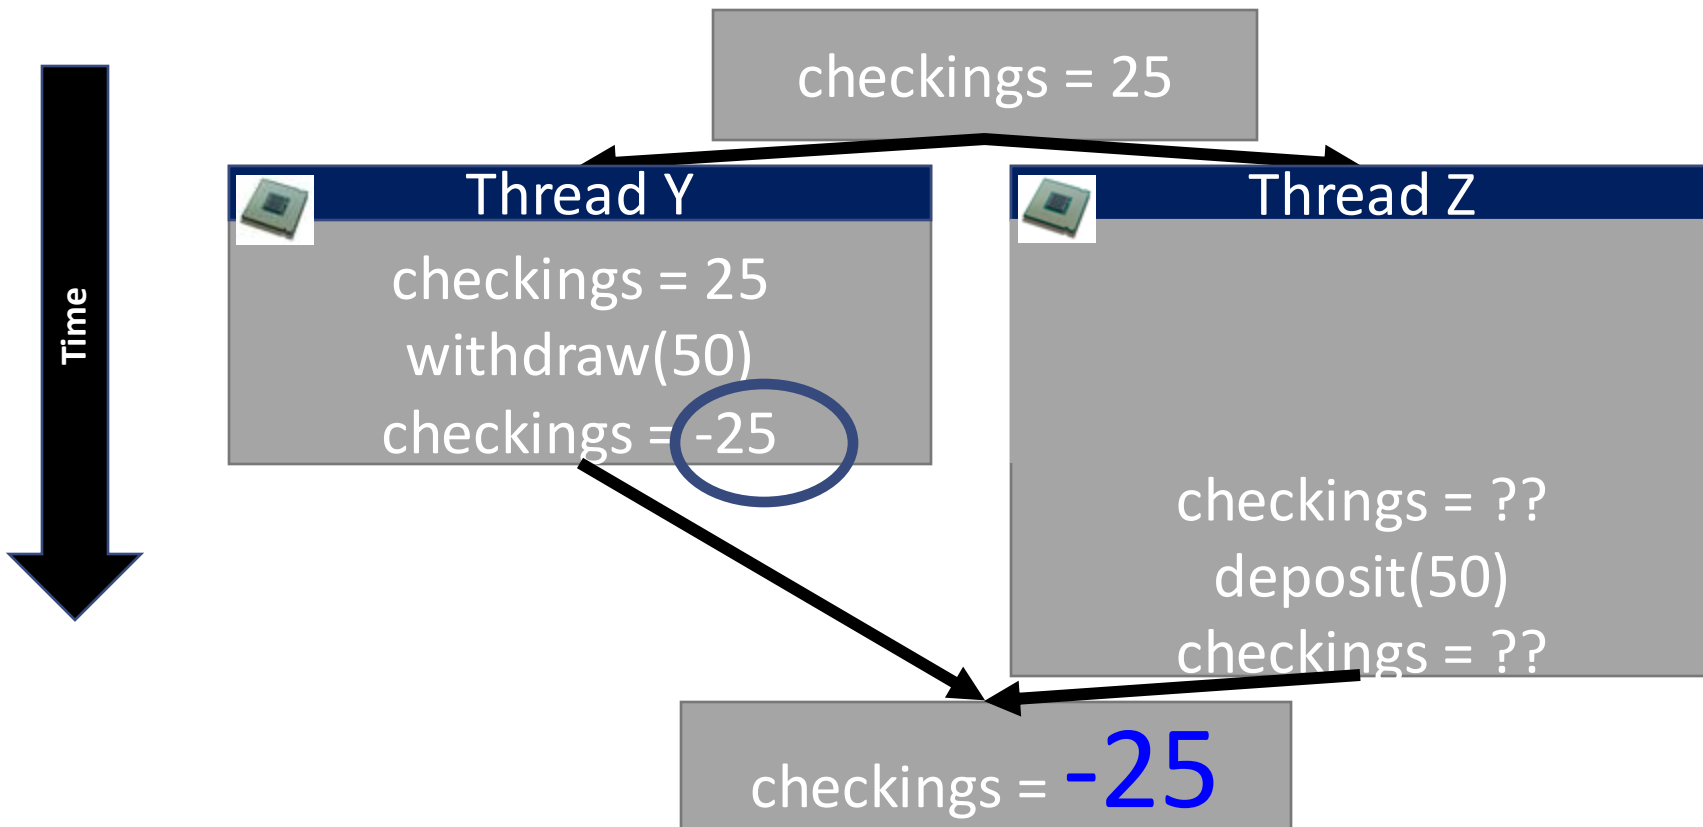 checkings = 25
Time
Thread Y
checkings = 25
withdraw(50)
checkings = -25
Thread Z
checkings = ??
deposit(50)
checkings = ??
checkings = -25